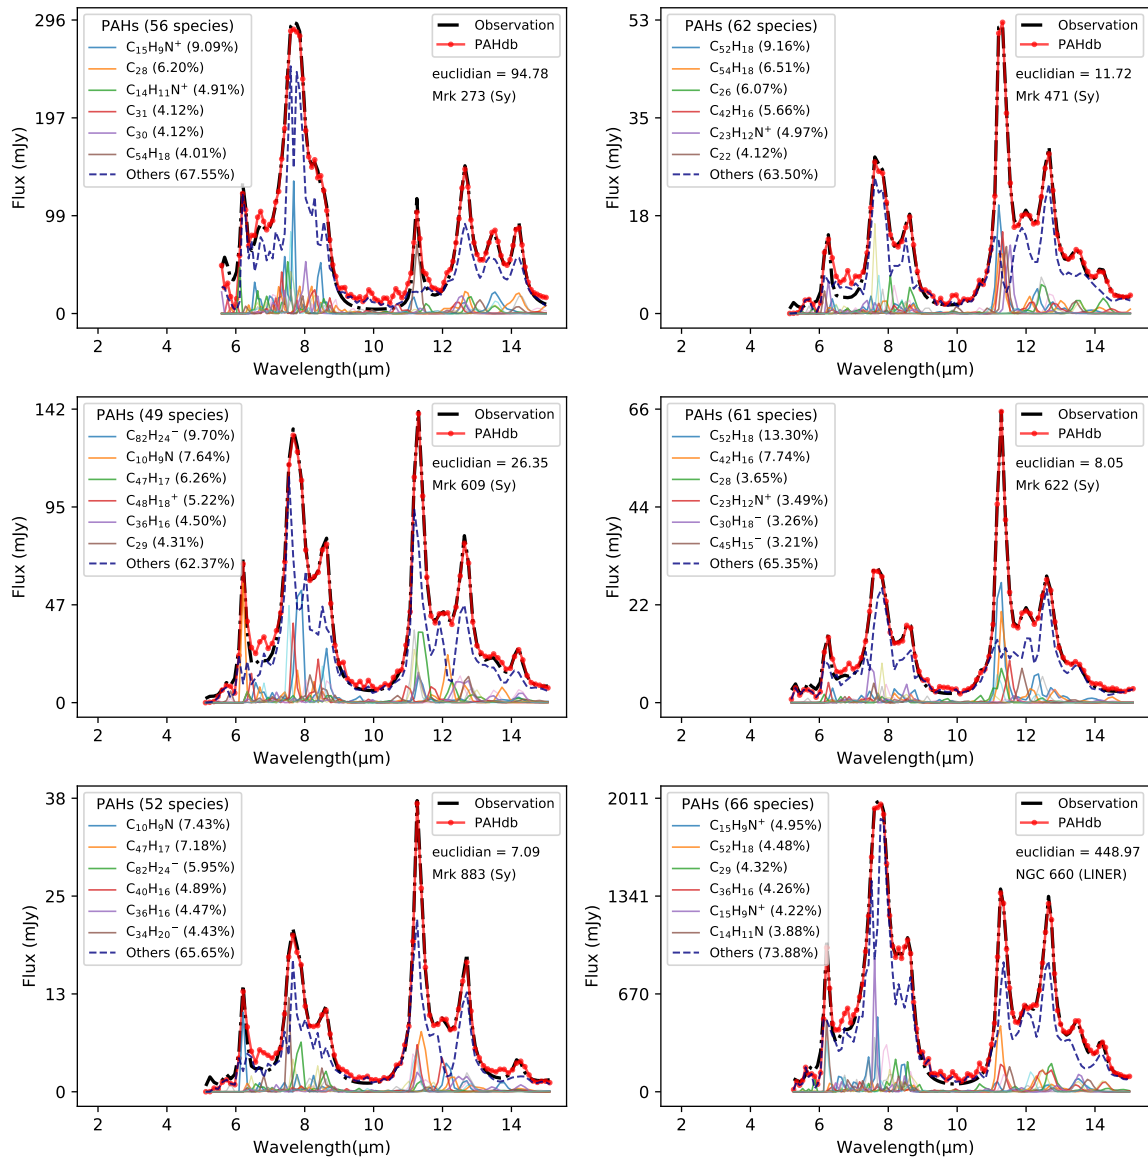 PAHs (56 species)
C₁₅H₉N⁺ (9.09%)
C₂₈ (6.20%)
C₁₄H₁₁N⁺ (4.91%)
C₃₁ (4.12%)
C₃₀ (4.12%)
C₅₄H₁₈ (4.01%)
Others (67.55%)
Observation
PAHdb
euclidian = 94.78
Mrk 273 (Sy)
Flux (mJy)
296
197
99
0
2 4 6 8 10 12 14
Wavelength(μm)
PAHs (62 species)
C₅₂H₁₈ (9.16%)
C₅₄H₁₈ (6.51%)
C₂₆ (6.07%)
C₄₂H₁₆ (5.66%)
C₂₃H₁₂N⁺ (4.97%)
C₂₂ (4.12%)
Others (63.50%)
Observation
PAHdb
euclidian = 11.72
Mrk 471 (Sy)
Flux (mJy)
53
35
18
0
2 4 6 8 10 12 14
Wavelength(μm)
PAHs (49 species)
C₈₂H₂₄⁻ (9.70%)
C₁₀H₉N (7.64%)
C₄₇H₁₇ (6.26%)
C₄₈H₁₈⁺ (5.22%)
C₃₆H₁₆ (4.50%)
C₂₉ (4.31%)
Others (62.37%)
Observation
PAHdb
euclidian = 26.35
Mrk 609 (Sy)
Flux (mJy)
142
95
47
0
2 4 6 8 10 12 14
Wavelength(μm)
PAHs (61 species)
C₅₂H₁₈ (13.30%)
C₄₂H₁₆ (7.74%)
C₂₈ (3.65%)
C₂₃H₁₂N⁺ (3.49%)
C₃₀H₁₈⁻ (3.26%)
C₄₅H₁₅⁻ (3.21%)
Others (65.35%)
Observation
PAHdb
euclidian = 8.05
Mrk 622 (Sy)
Flux (mJy)
66
44
22
0
2 4 6 8 10 12 14
Wavelength(μm)
PAHs (52 species)
C₁₀H₉N (7.43%)
C₄₇H₁₇ (7.18%)
C₈₂H₂₄⁻ (5.95%)
C₄₀H₁₆ (4.89%)
C₃₆H₁₆ (4.47%)
C₃₄H₂₀⁻ (4.43%)
Others (65.65%)
Observation
PAHdb
euclidian = 7.09
Mrk 883 (Sy)
Flux (mJy)
38
25
13
0
2 4 6 8 10 12 14
Wavelength(μm)
PAHs (66 species)
C₁₅H₉N⁺ (4.95%)
C₅₂H₁₈ (4.48%)
C₂₉ (4.32%)
C₃₆H₁₆ (4.26%)
C₁₅H₉N⁺ (4.22%)
C₁₄H₁₁N (3.88%)
Others (73.88%)
Observation
PAHdb
euclidian = 448.97
NGC 660 (LINER)
Flux (mJy)
2011
1341
670
0
2 4 6 8 10 12 14
Wavelength(μm)